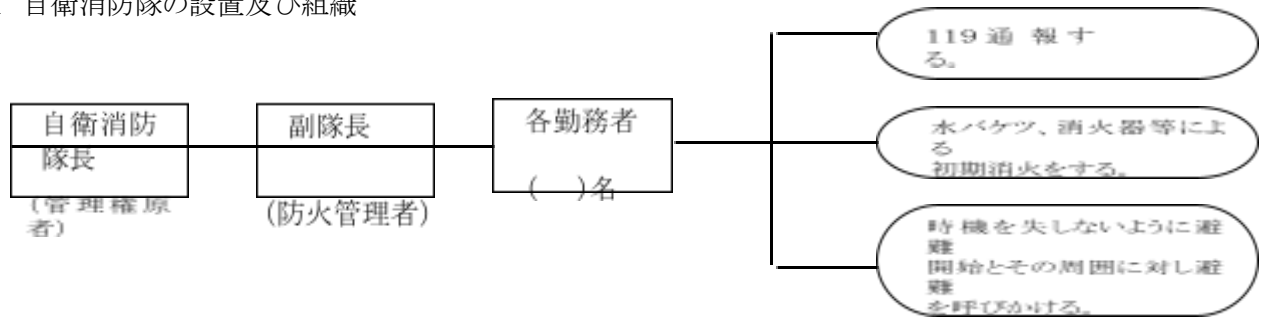 自衛消防隊の設置及び組織
自衛消防
隊長
(管理権原
者)
副隊長
(防火管理者)
各勤務者
(　)名
119通 報 す
る。
水バケツ、消火器等によ
る
初期消火をする。
時機を失しないように避
難
開始とその周囲に対し避
難
を呼びかける。